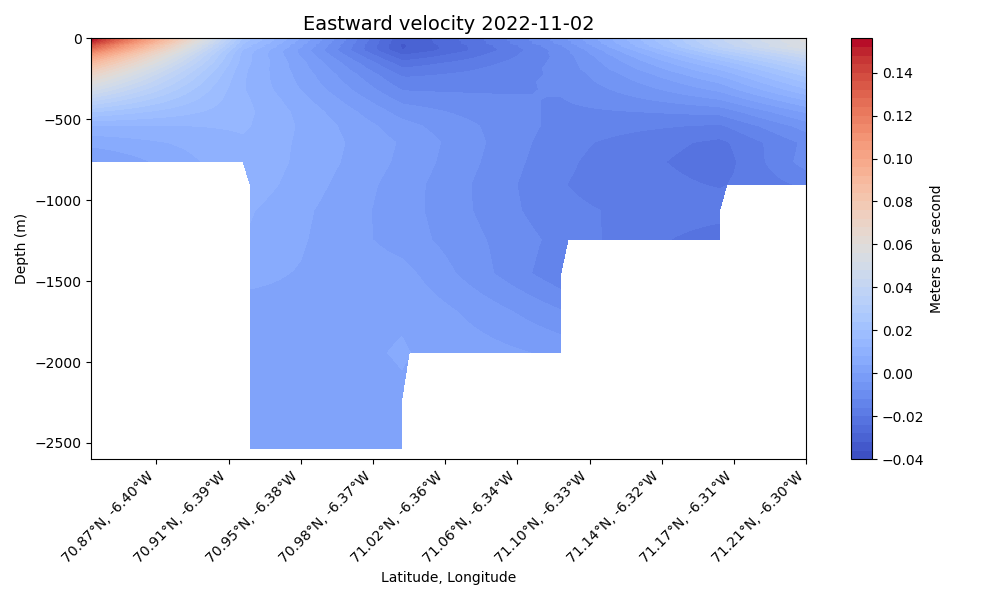 Eastward velocity 2022-11-02
0
−500
−1000
−1500
−2000
−2500
Depth (m)
70.87°N, -6.40°W
70.91°N, -6.39°W
70.95°N, -6.38°W
70.98°N, -6.37°W
71.02°N, -6.36°W
71.06°N, -6.34°W
71.10°N, -6.33°W
71.14°N, -6.32°W
71.17°N, -6.31°W
71.21°N, -6.30°W
Latitude, Longitude
0.14
0.12
0.10
0.08
0.06
0.04
0.02
0.00
−0.02
−0.04
Meters per second